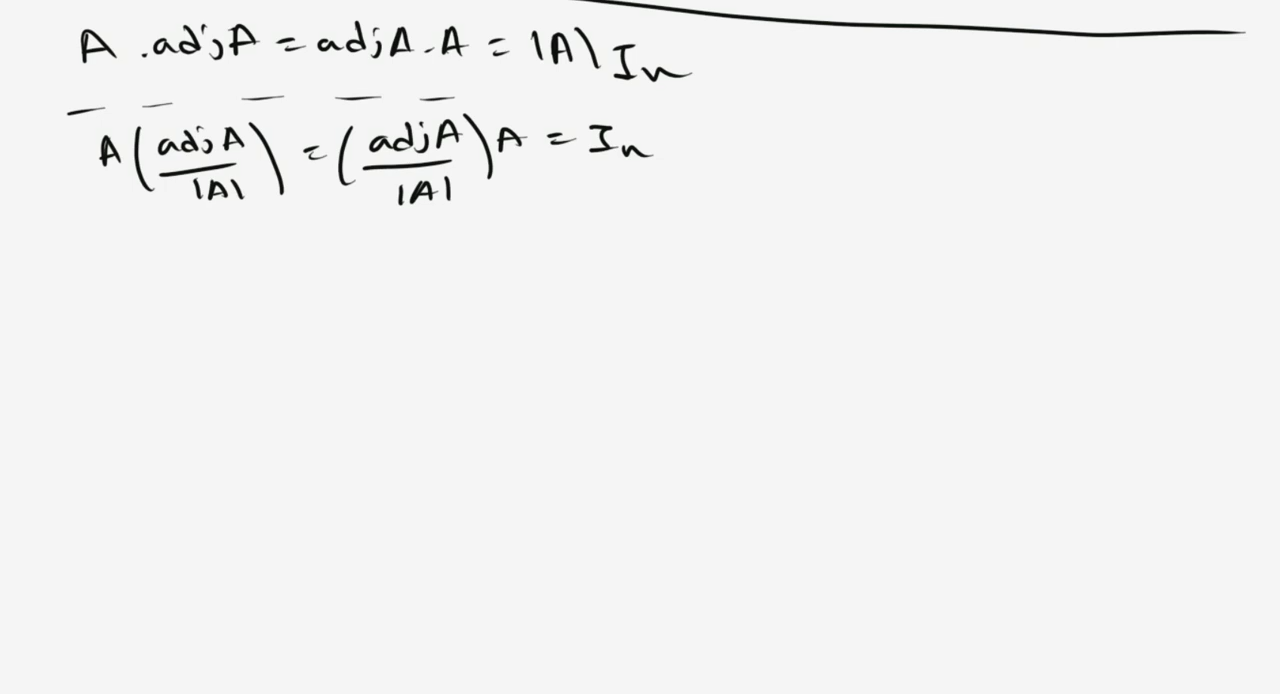 A . adjA = adjA . A = |A| In
A(adjA/|A|) = (adjA/|A|)A = In